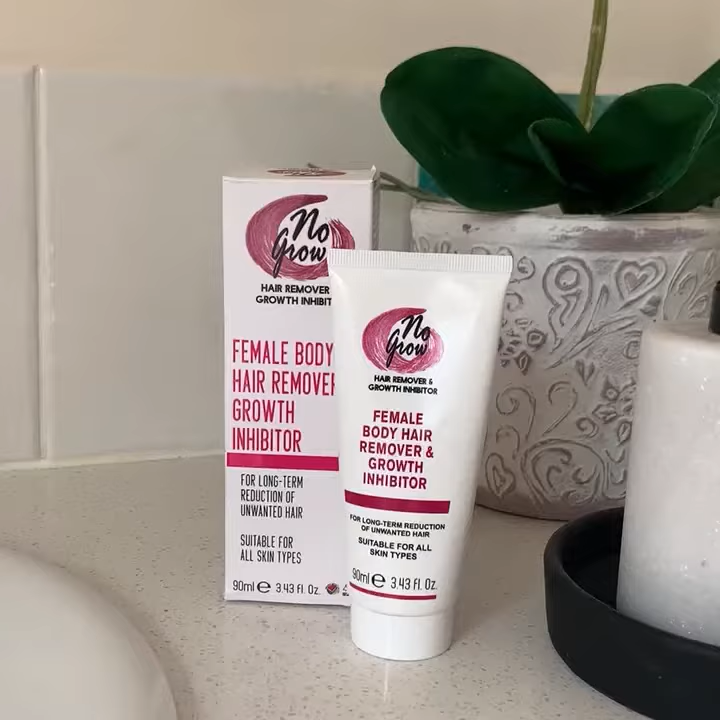 No
Grow
HAIR REMOVER
GROWTH INHIBIT
FEMALE BODY
HAIR REMOVER
GROWTH
INHIBITOR
FOR LONG-TERM
REDUCTION OF
UNWANTED HAIR
SUITABLE FOR
ALL SKIN TYPES
90ml e 3.43 fl. Oz.
No
Grow
HAIR REMOVER &
GROWTH INHIBITOR
FEMALE
BODY HAIR
REMOVER &
GROWTH
INHIBITOR
FOR LONG-TERM REDUCTION
OF UNWANTED HAIR
SUITABLE FOR ALL
SKIN TYPES
90ml e 3.43 fl. Oz.